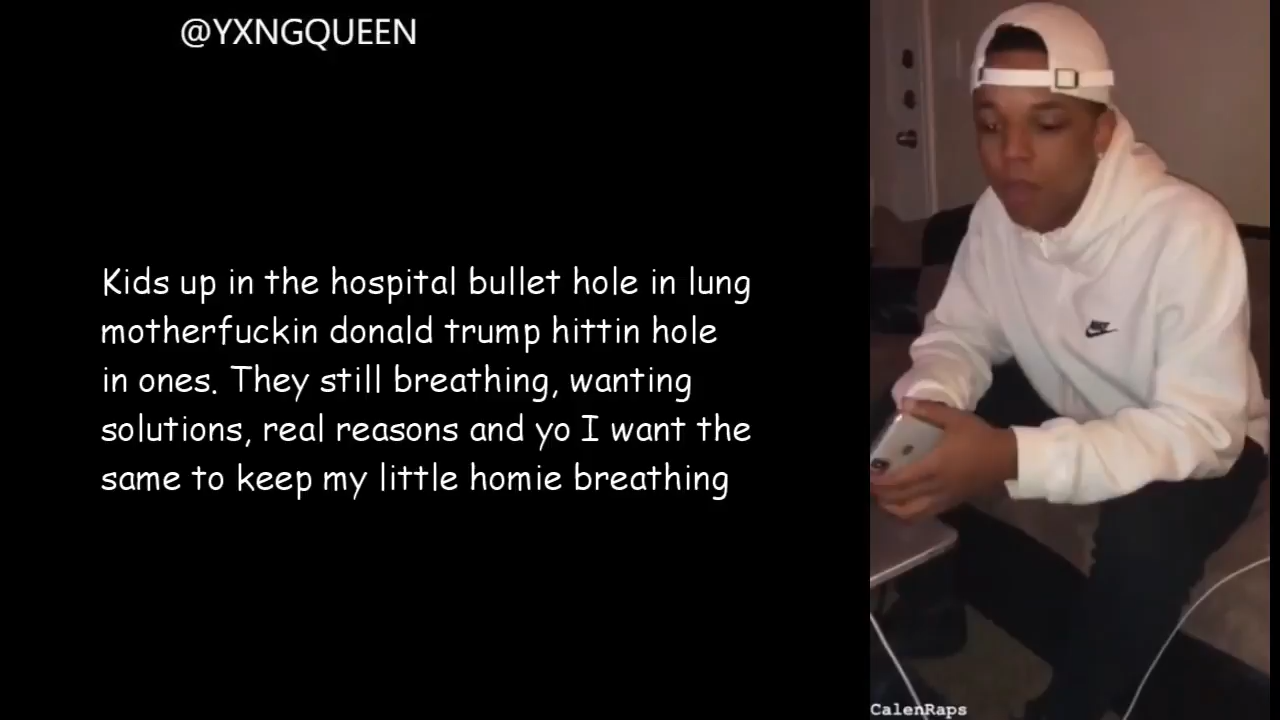 @YXNGQUEEN
Kids up in the hospital bullet hole in lung
motherfuckin donald trump hittin hole
in ones. They still breathing, wanting
solutions, real reasons and yo I want the
same to keep my little homie breathing
NIKE
CalenRaps